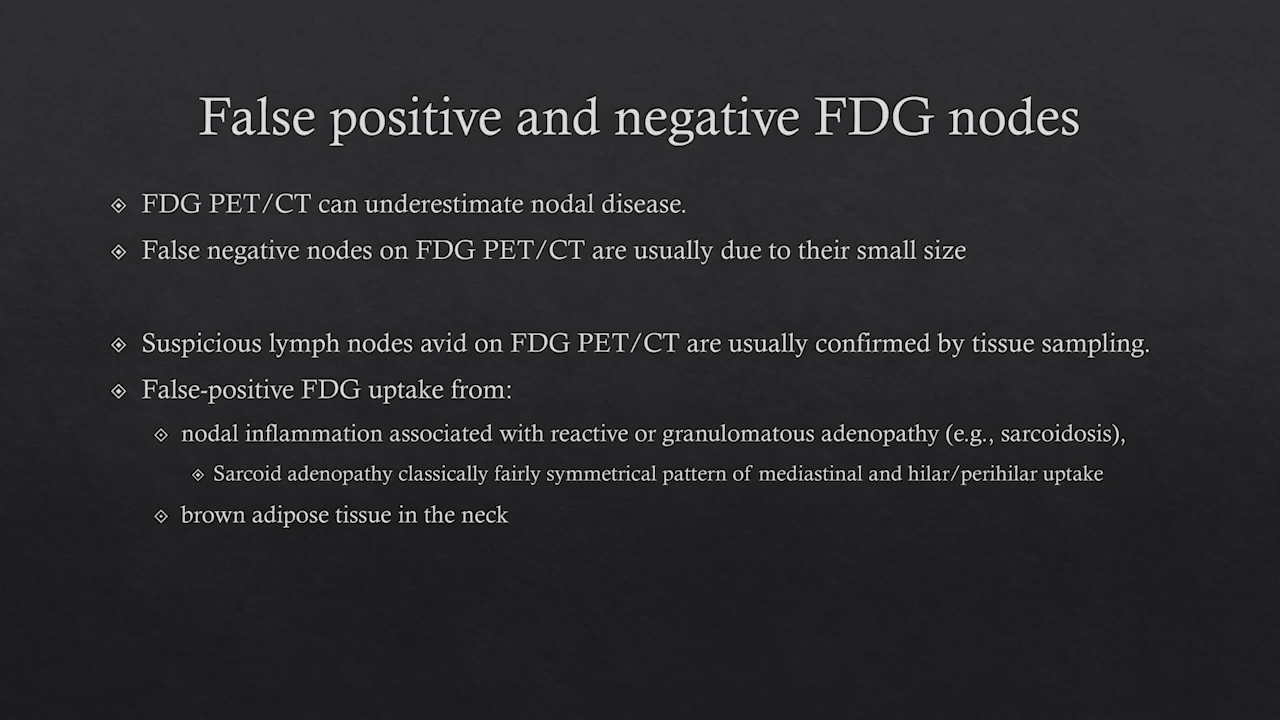 False positive and negative FDG nodes
FDG PET/CT can underestimate nodal disease.
False negative nodes on FDG PET/CT are usually due to their small size
Suspicious lymph nodes avid on FDG PET/CT are usually confirmed by tissue sampling.
False-positive FDG uptake from:
nodal inflammation associated with reactive or granulomatous adenopathy (e.g., sarcoidosis),
Sarcoid adenopathy classically fairly symmetrical pattern of mediastinal and hilar/perihilar uptake
brown adipose tissue in the neck